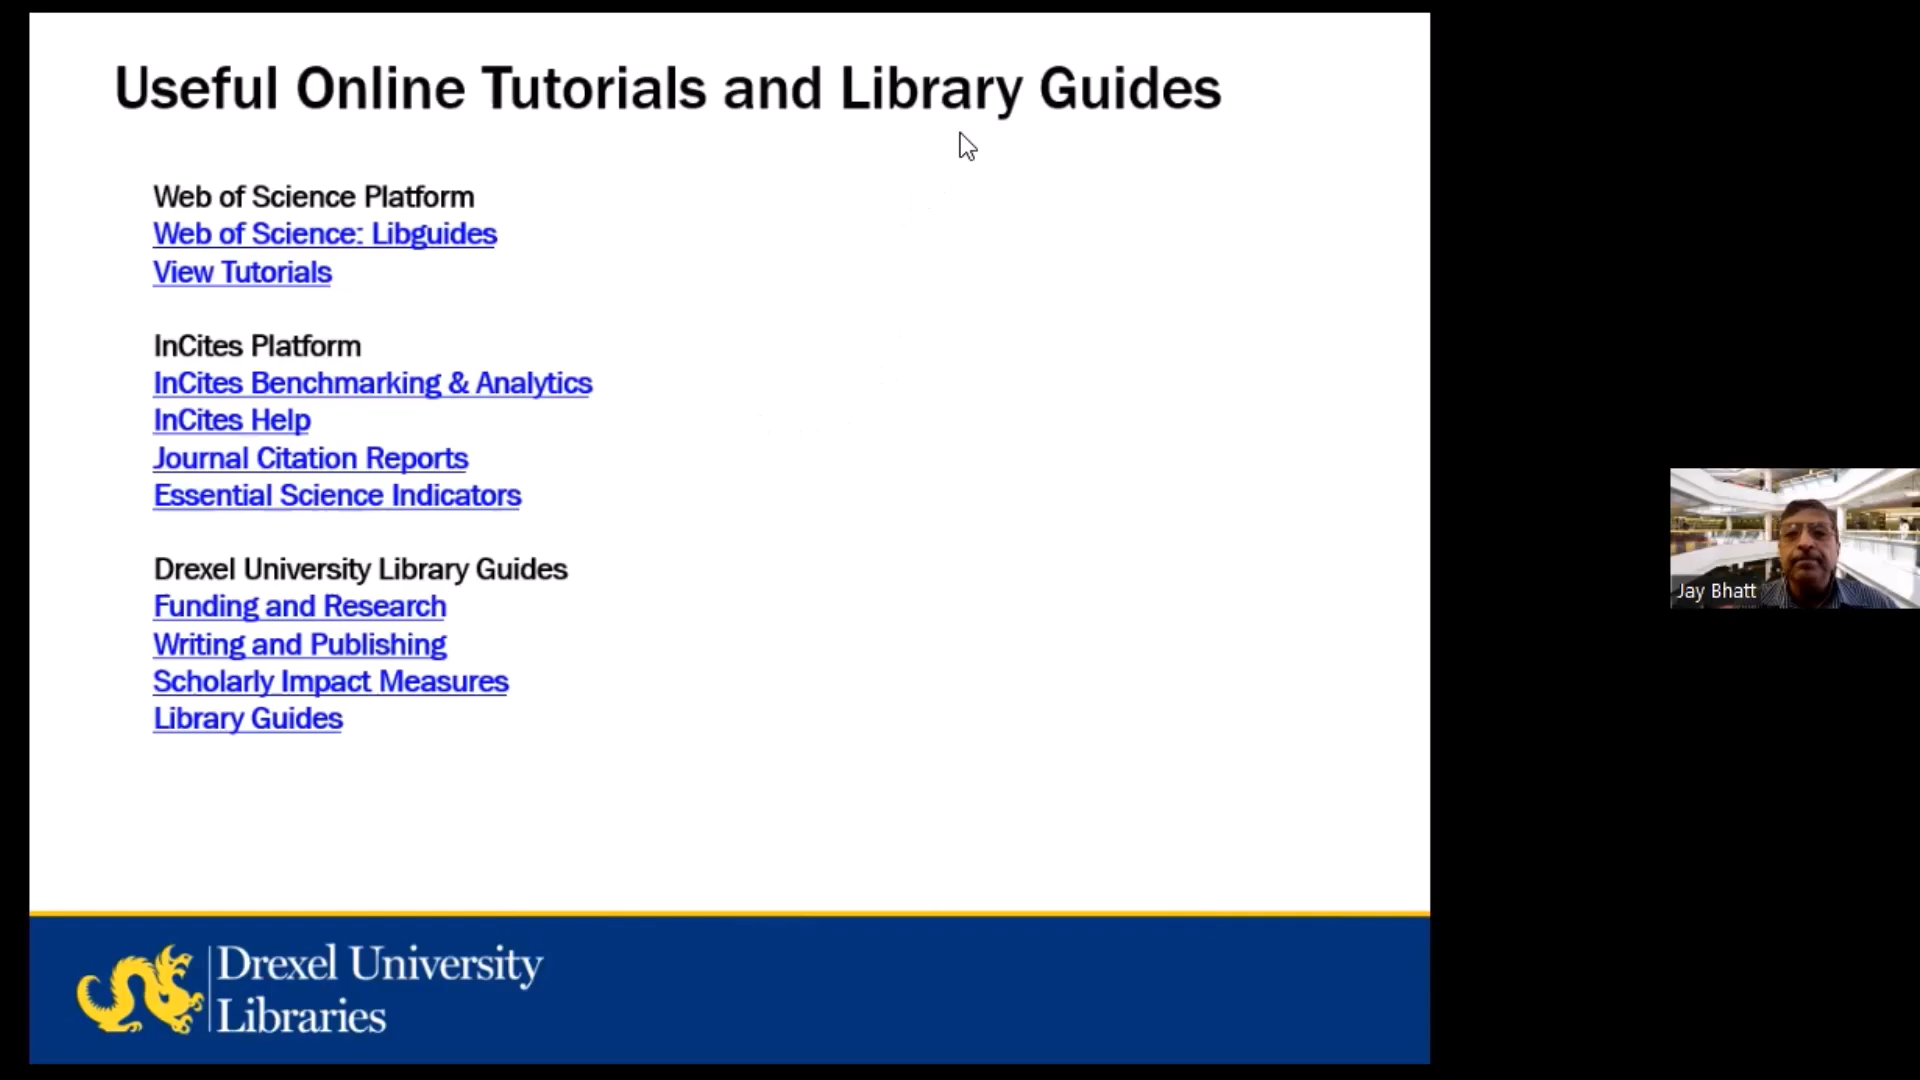 Useful Online Tutorials and Library Guides
Web of Science Platform
Web of Science: Libguides
View Tutorials
InCites Platform
InCites Benchmarking & Analytics
InCites Help
Journal Citation Reports
Essential Science Indicators
Drexel University Library Guides
Funding and Research
Writing and Publishing
Scholarly Impact Measures
Library Guides
Drexel University
Libraries
Jay Bhatt